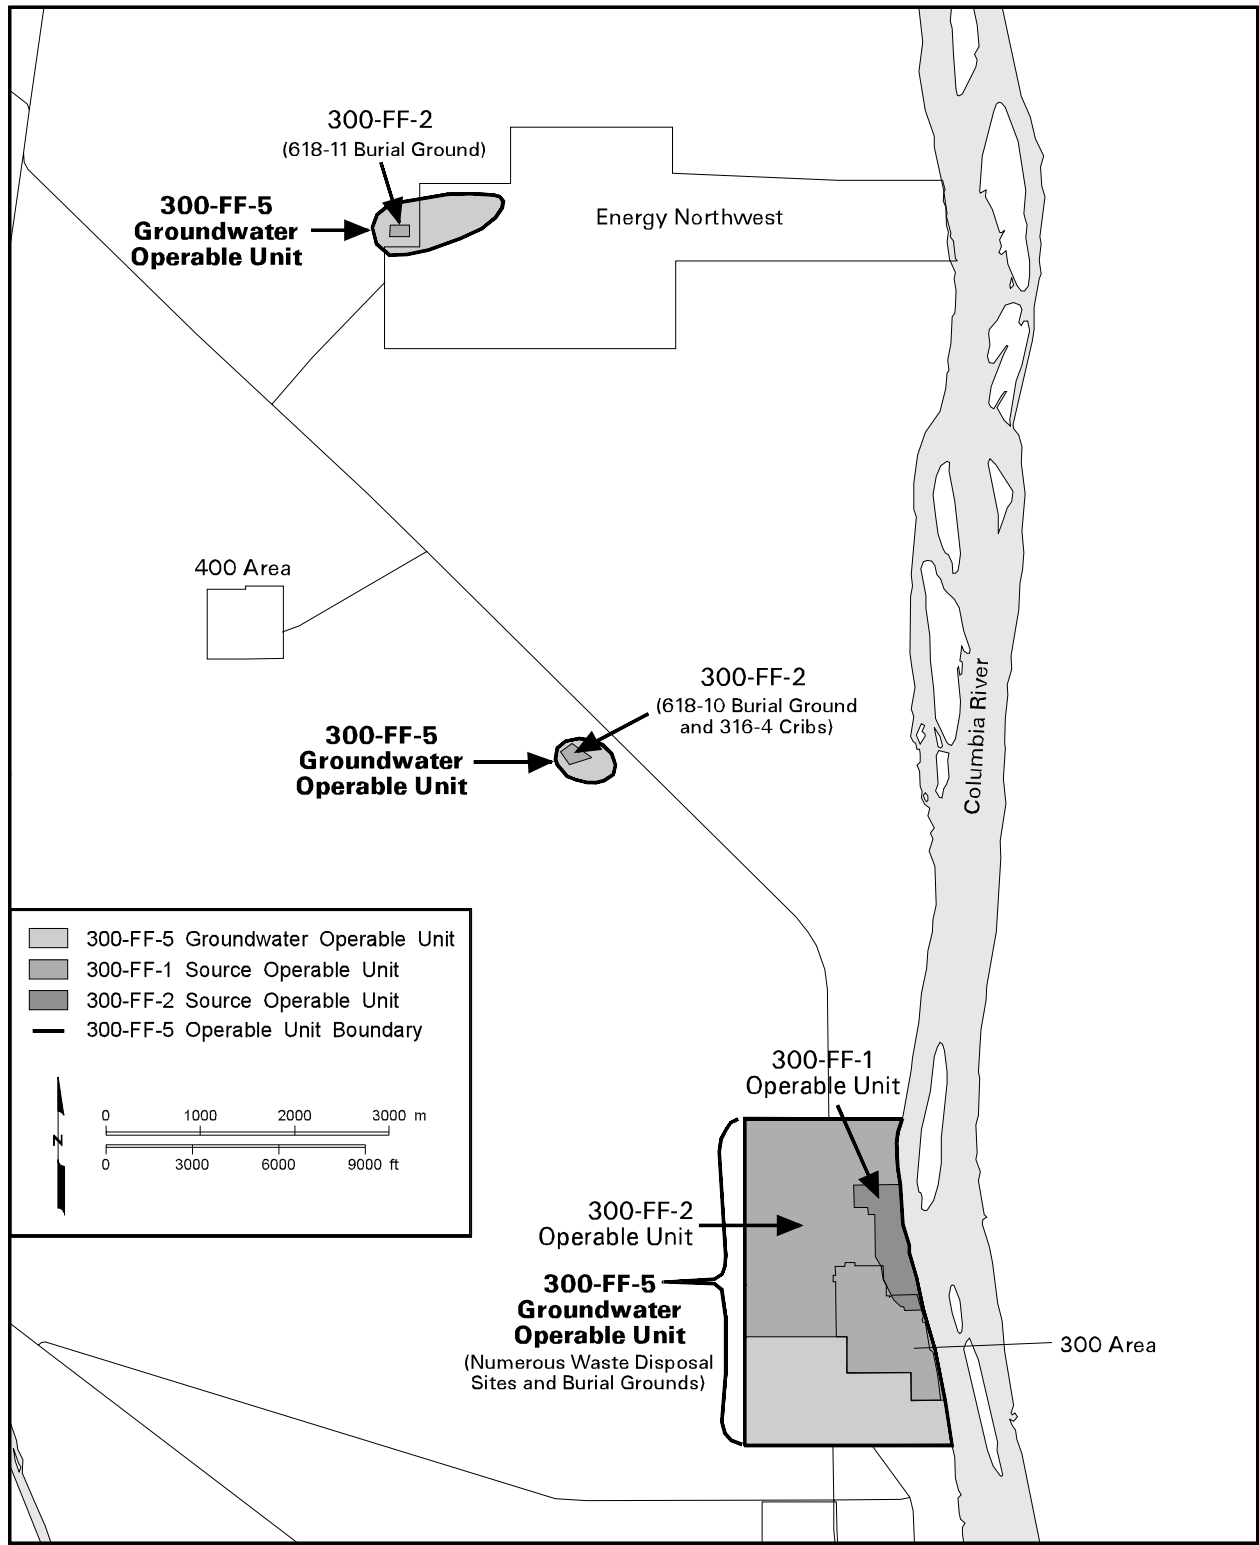 300-FF-2
(618-11 Burial Ground)
300-FF-5
Groundwater
Operable Unit
Energy Northwest
400 Area
300-FF-2
(618-10 Burial Ground
and 316-4 Cribs)
300-FF-5
Groundwater
Operable Unit
Columbia River
300-FF-5 Groundwater Operable Unit
300-FF-1 Source Operable Unit
300-FF-2 Source Operable Unit
300-FF-5 Operable Unit Boundary
N
0 1000 2000 3000 m
0 3000 6000 9000 ft
300-FF-1
Operable Unit
300-FF-2
Operable Unit
300-FF-5
Groundwater
Operable Unit
(Numerous Waste Disposal
Sites and Burial Grounds)
300 Area